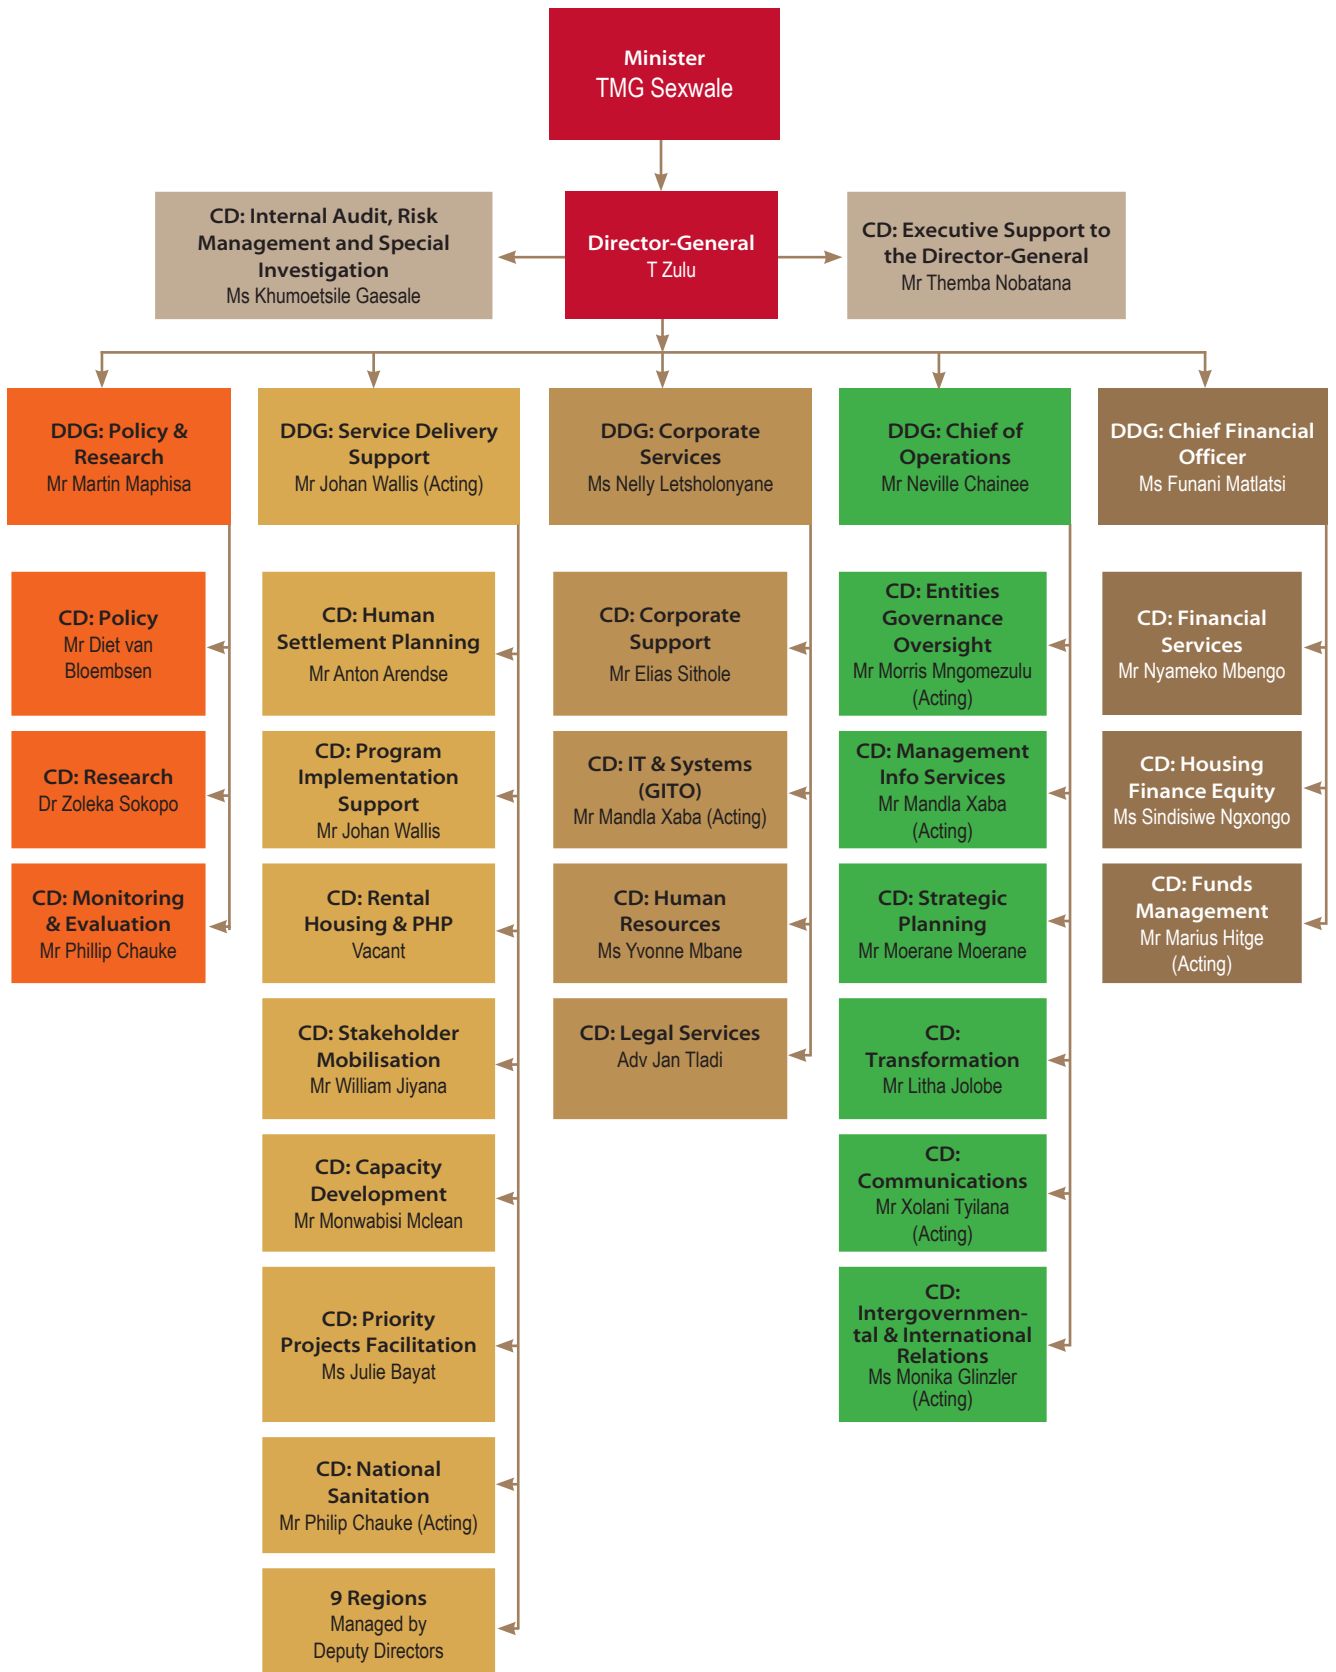 Minister
TMG Sexwale
CD: Internal Audit, Risk
Management and Special
Investigation
Ms Khumoetsile Gaesale
Director-General
T Zulu
CD: Executive Support to
the Director-General
Mr Themba Nobatana
DDG: Policy &
Research
Mr Martin Maphisa
DDG: Service Delivery
Support
Mr Johan Wallis (Acting)
DDG: Corporate
Services
Ms Nelly Letsholonyane
DDG: Chief of
Operations
Mr Neville Chainee
DDG: Chief Financial
Officer
Ms Funani Matlatsi
CD: Policy
Mr Diet van
Bloembsen
CD: Research
Dr Zoleka Sokopo
CD: Monitoring
& Evaluation
Mr Phillip Chauke
CD: Human
Settlement Planning
Mr Anton Arendse
CD: Program
Implementation
Support
Mr Johan Wallis
CD: Rental
Housing & PHP
Vacant
CD: Stakeholder
Mobilisation
Mr William Jiyana
CD: Capacity
Development
Mr Monwabisi Mclean
CD: Priority
Projects Facilitation
Ms Julie Bayat
CD: National
Sanitation
Mr Philip Chauke (Acting)
9 Regions
Managed by
Deputy Directors
CD: Corporate
Support
Mr Elias Sithole
CD: IT & Systems
(GITO)
Mr Mandla Xaba (Acting)
CD: Human
Resources
Ms Yvonne Mbane
CD: Legal Services
Adv Jan Tladi
CD: Entities
Governance
Oversight
Mr Morris Mngomezulu
(Acting)
CD: Management
Info Services
Mr Mandla Xaba
(Acting)
CD: Strategic
Planning
Mr Moerane Moerane
CD:
Transformation
Mr Litha Jolobe
CD:
Communications
Mr Xolani Tyilana
(Acting)
CD:
Intergovernmen-
tal & International
Relations
Ms Monika Glinzler
(Acting)
CD: Financial
Services
Mr Nyameko Mbengo
CD: Housing
Finance Equity
Ms Sindisiwe Ngxongo
CD: Funds
Management
Mr Marius Hitge
(Acting)